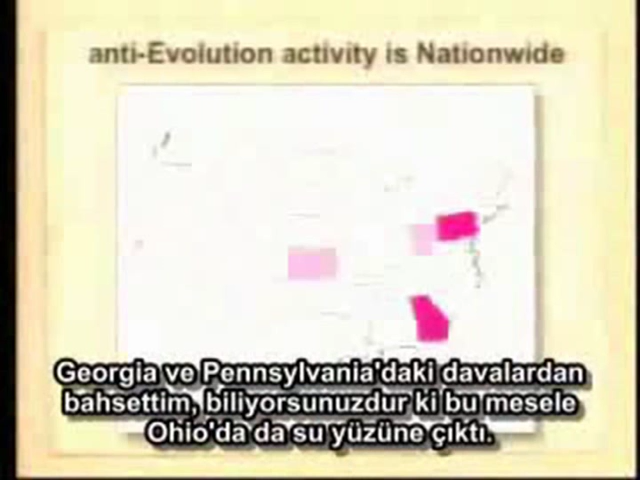 anti-Evolution activity is Nationwide
Georgia ve Pennsylvania'daki davalardan
bahsettim, biliyorsunuzdur ki bu mesele
Ohio'da da su yüzüne çıktı.